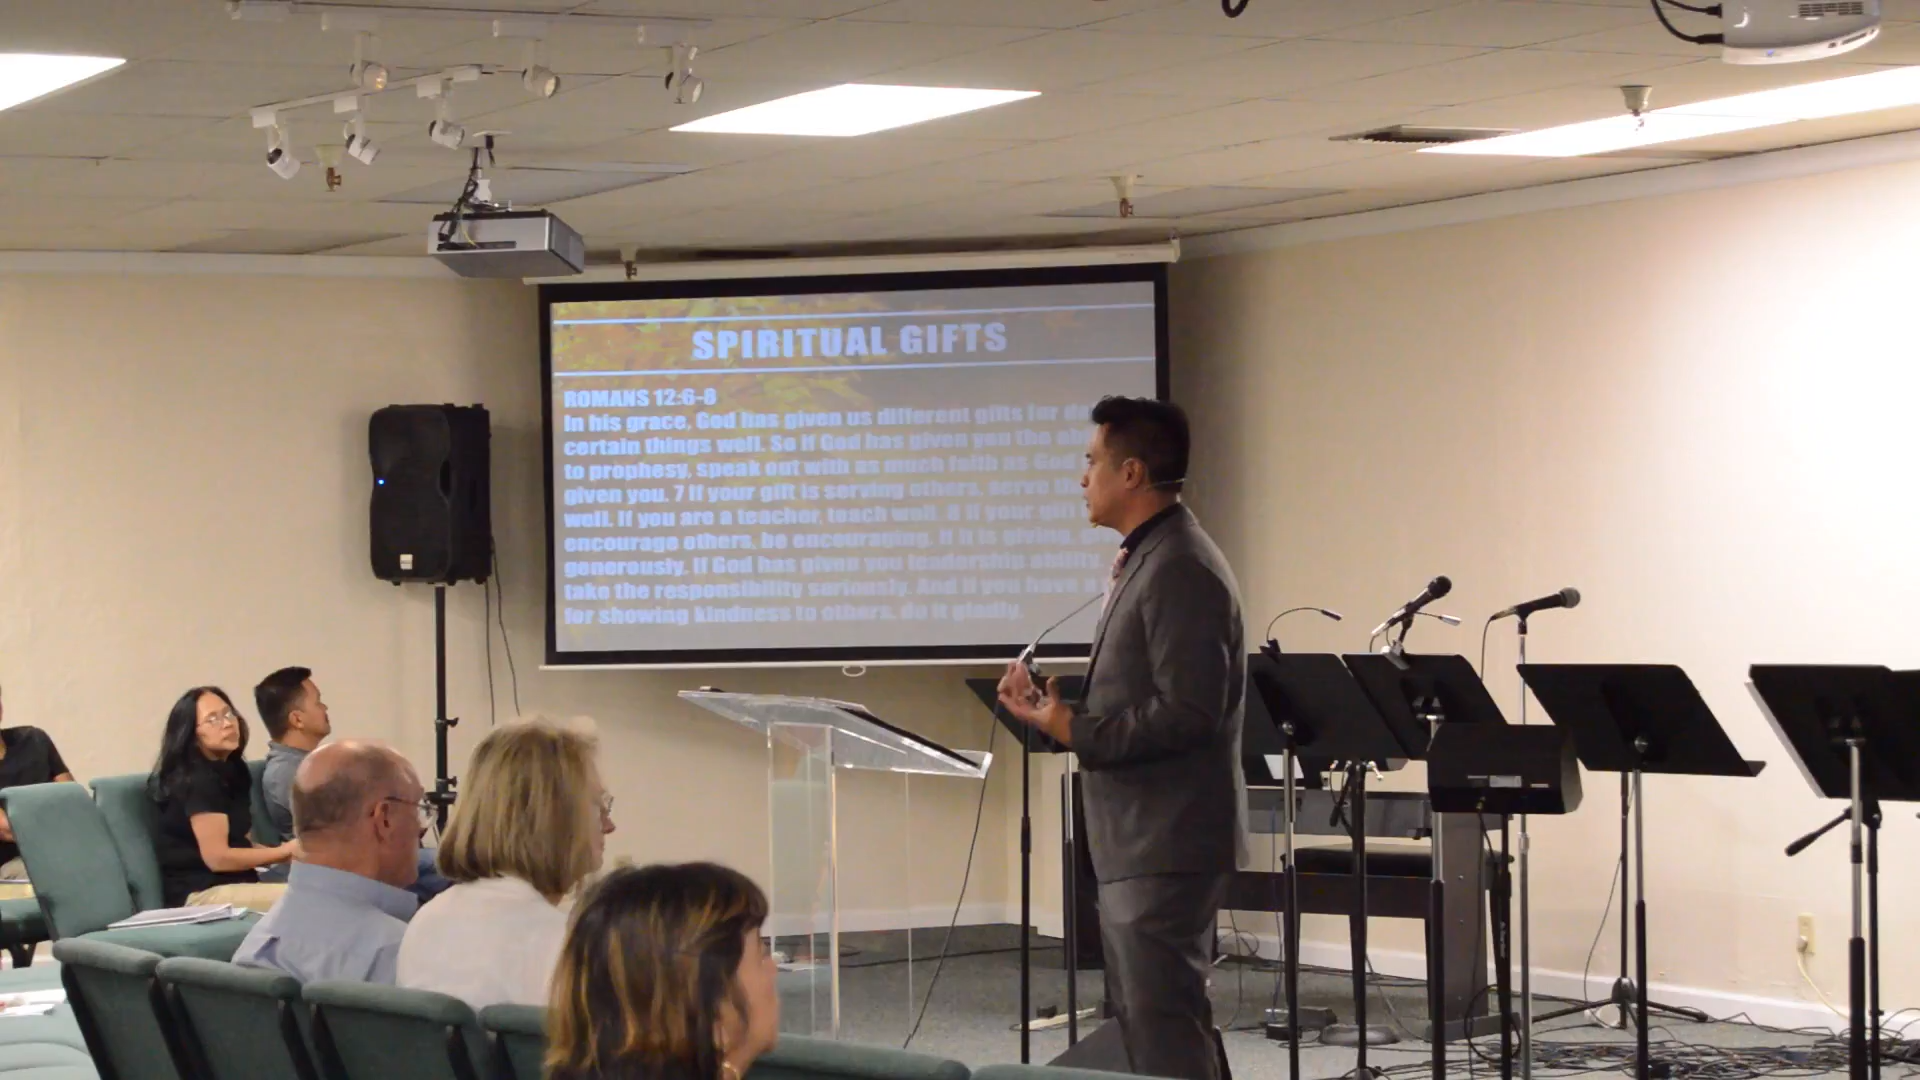 SPIRITUAL GIFTS
ROMANS 12:6-8
In his grace, God has given us different gifts for
certain things well. So if God has given you the
to prophesy, speak out with as much faith as God
given you. 7 If your gift is serving others, serve
well. If you are a teacher, teach well. 8 If your gift
encourage others, be encouraging. If it is giving,
generously. If God has given you leadership ability
take the responsibility seriously. And if you have a
for showing kindness to others, do it gladly.